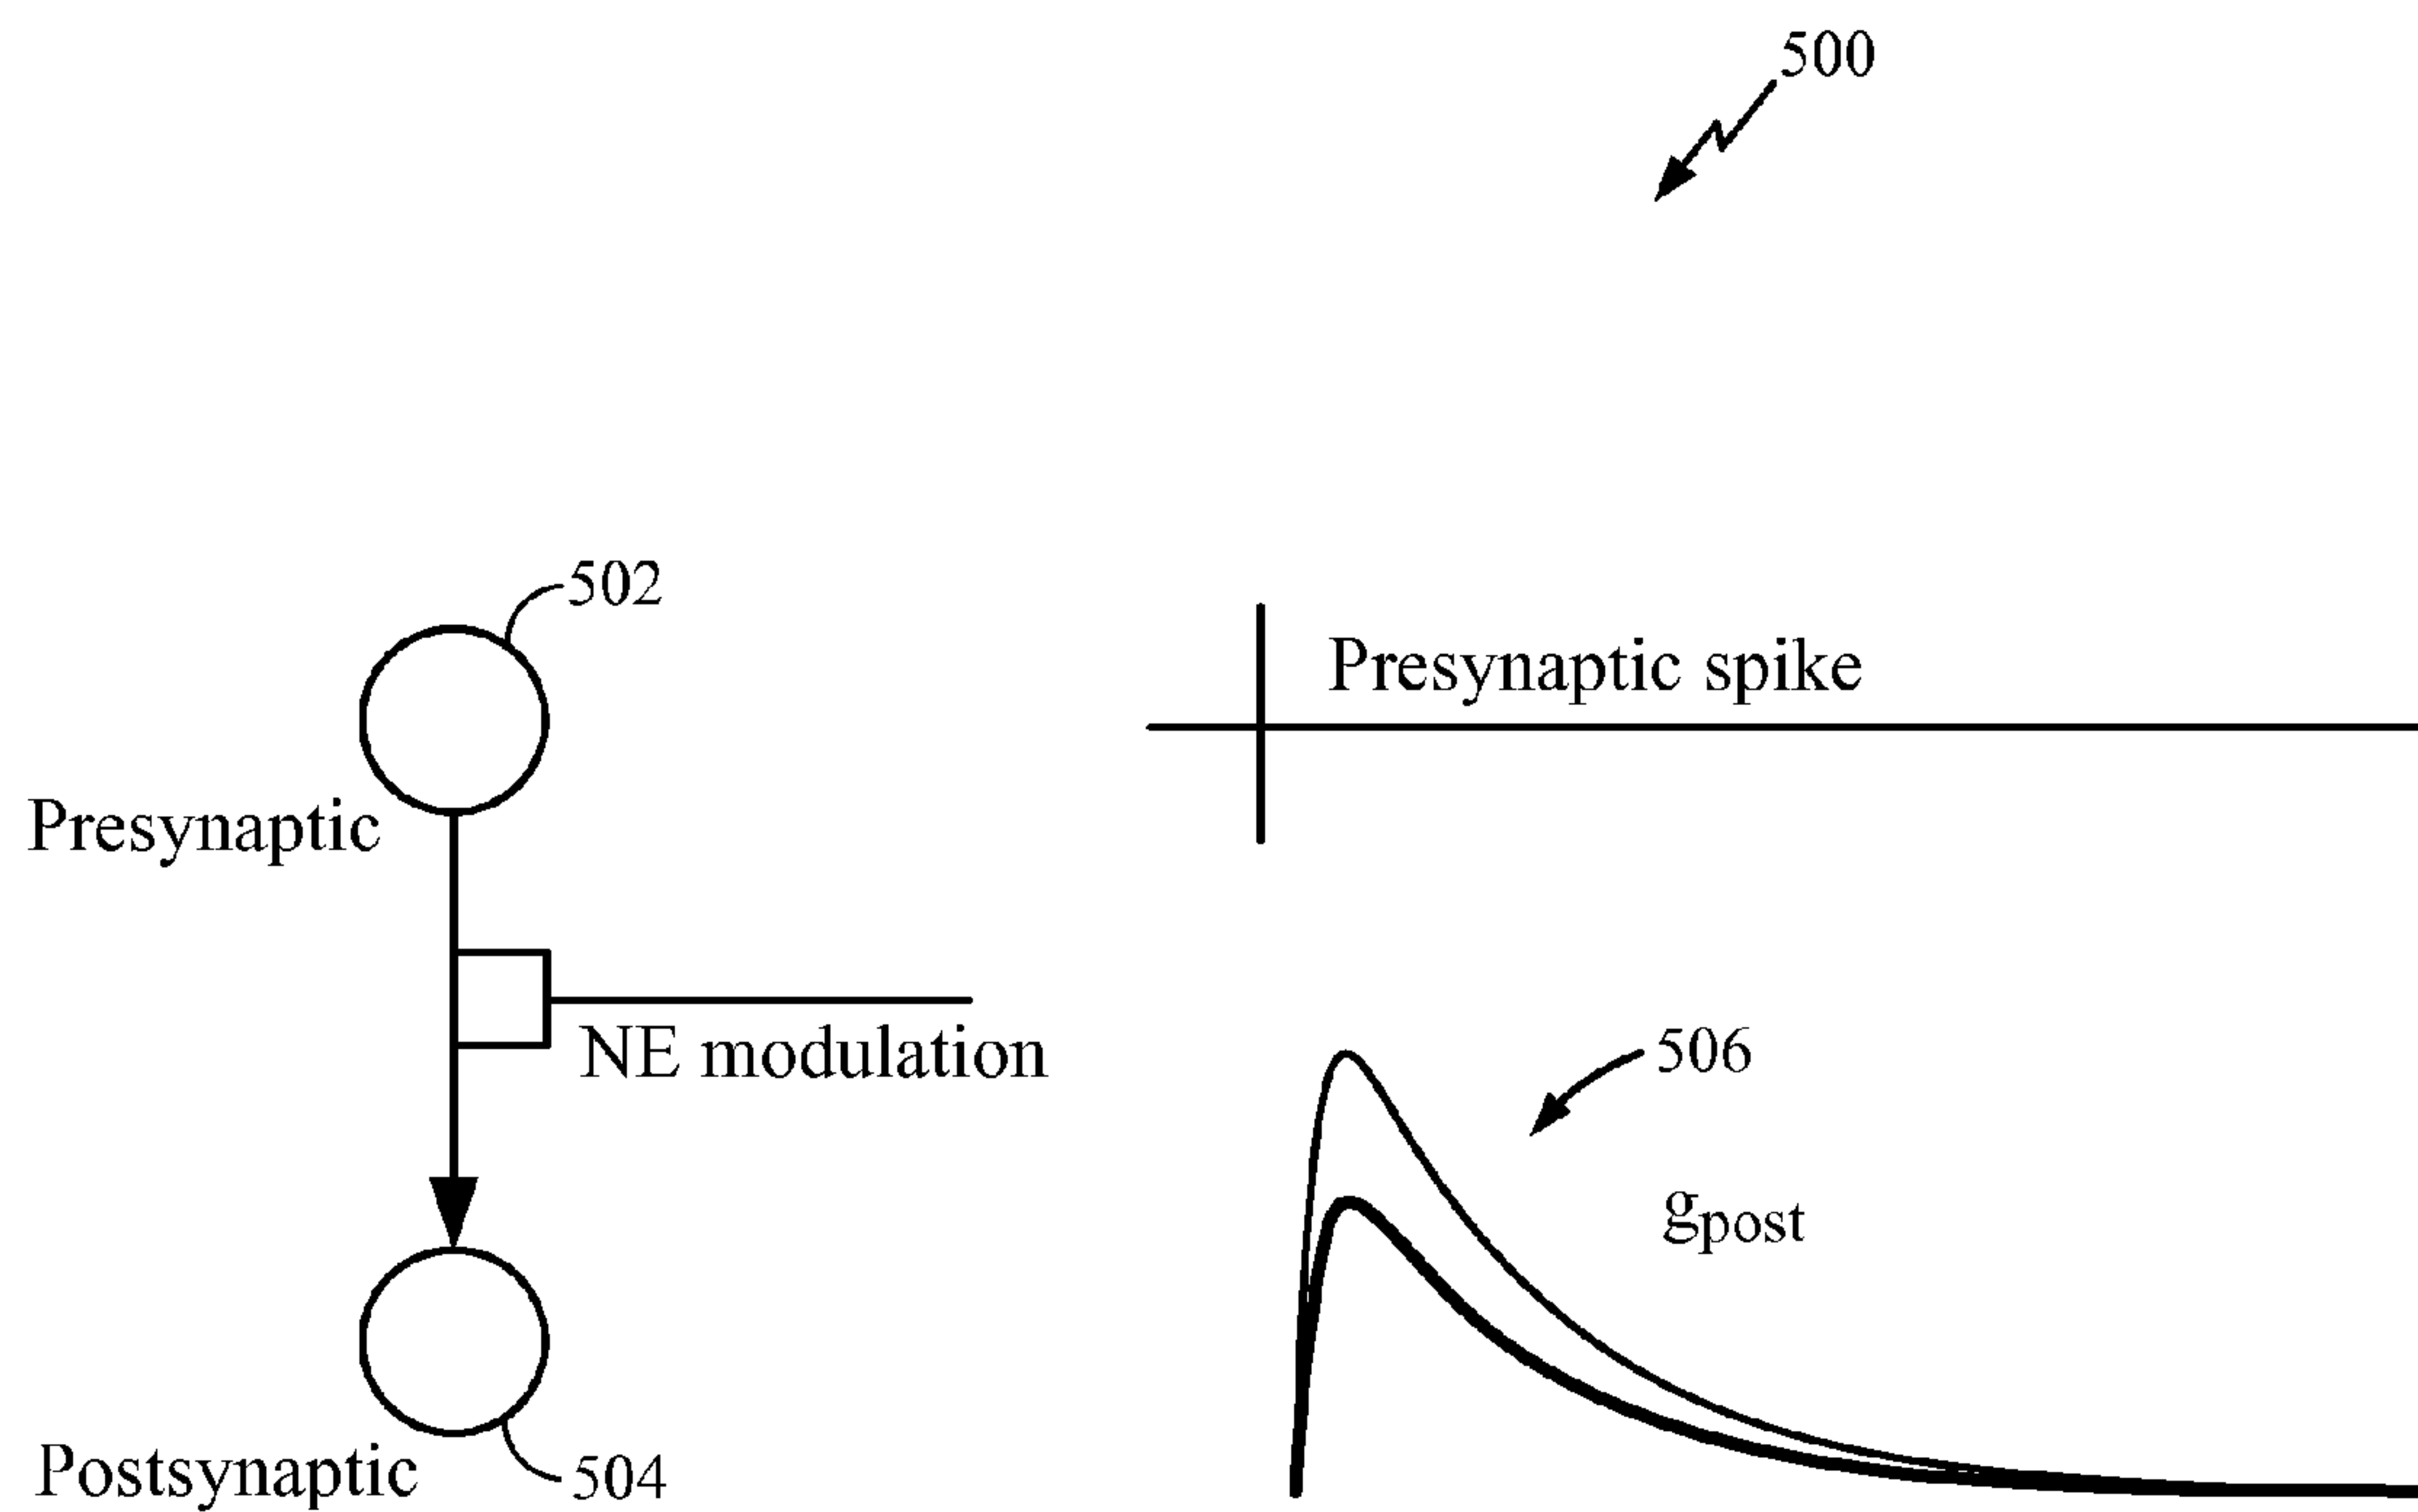 500
502
Presynaptic spike
Presynaptic
NE modulation
506
gpost
Postsynaptic
504